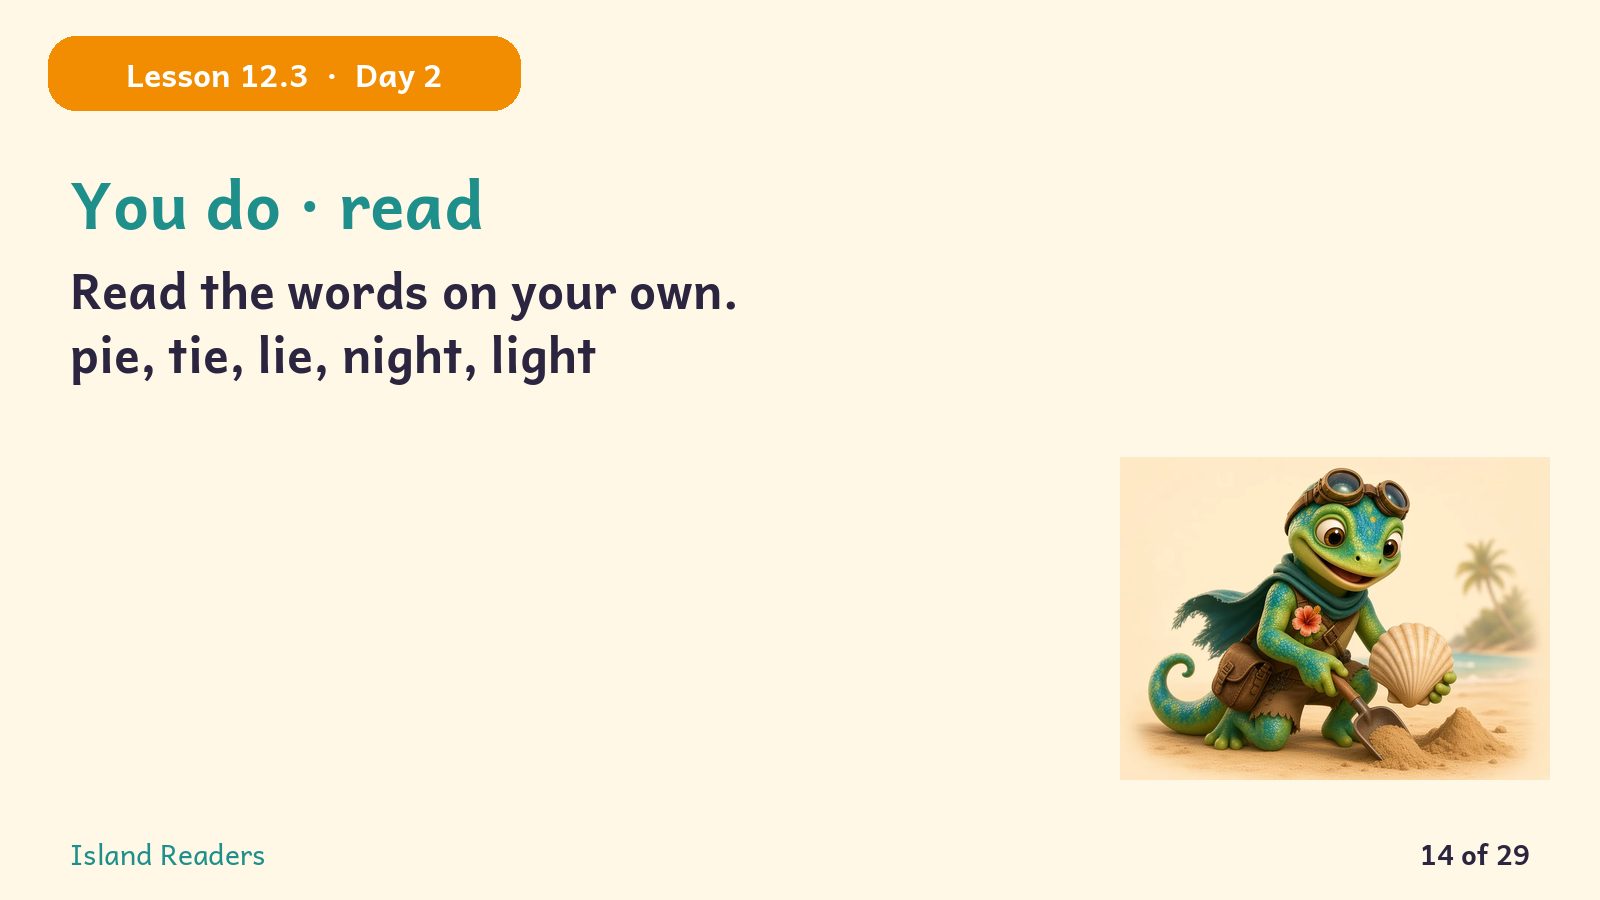 Lesson 12.3 · Day 2
You do · read
Read the words on your own.
pie, tie, lie, night, light
Island Readers
14 of 29